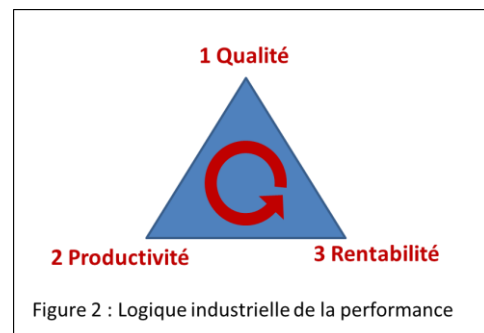 1 Qualité
2 Productivité
3 Rentabilité
Figure 2 : Logique industrielle de la performance